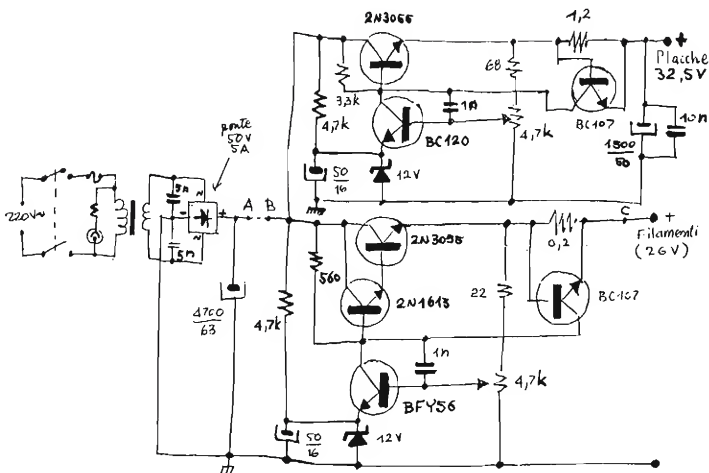 2N3055
1,2
+
Placche
32,5V
68
3,3k
4,7k
1n
4,7k
BC107
BC120
1500
50
10n
ponte
50V
5A
50
16
12V
5n
5n
220V~
~
-
+
~
A
B
C
+
Filamenti
(26V)
2N3055
0,2
560
2N1613
22
BC107
4700
63
4,7k
1n
4,7k
BFY56
50
16
12V